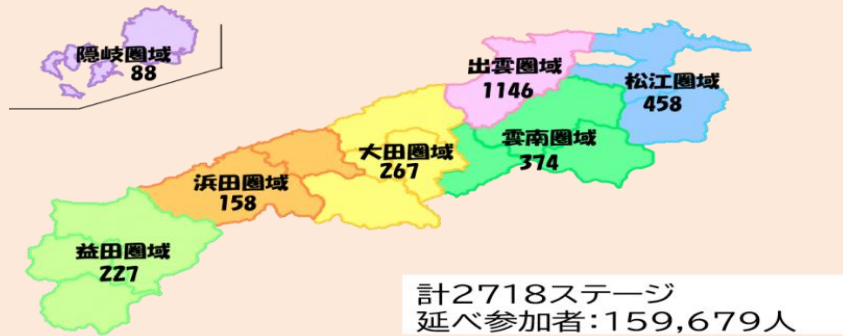 隠岐圏域
88
出雲圏域
1146
松江圏域
458
雲南圏域
374
大田圏域
267
浜田圏域
158
益田圏域
227
計2718ステージ
延べ参加者:159,679人